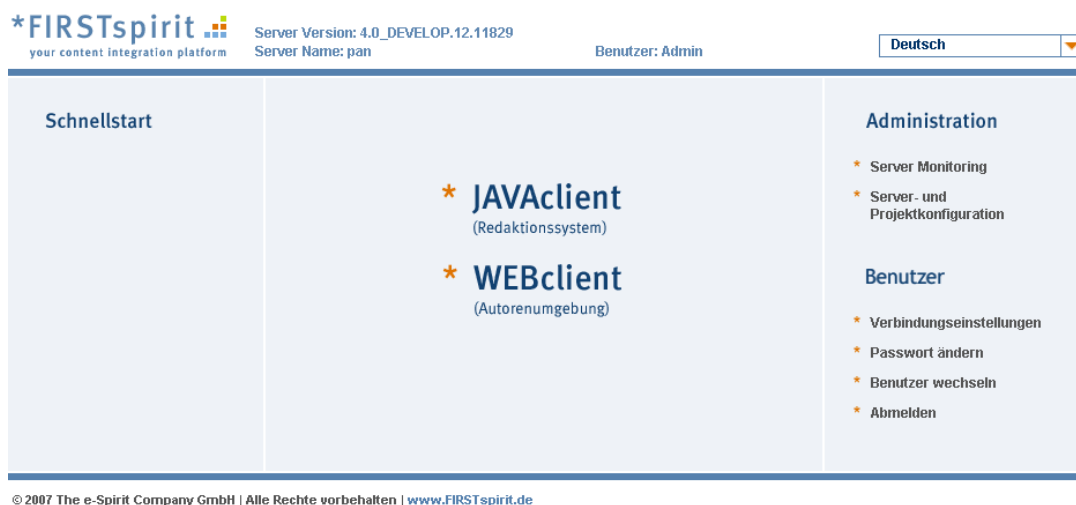 *FIRSTspirit
your content integration platform
Server Version: 4.0_DEVELOP.12.11829
Server Name: pan
Benutzer: Admin
Deutsch
Schnellstart
* JAVAclient
(Redaktionssystem)
* WEBclient
(Autorenumgebung)
Administration
* Server Monitoring
* Server- und
Projektkonfiguration
Benutzer
* Verbindungseinstellungen
* Passwort ändern
* Benutzer wechseln
* Abmelden
© 2007 The e-Spirit Company GmbH | Alle Rechte vorbehalten | www.FIRSTspirit.de